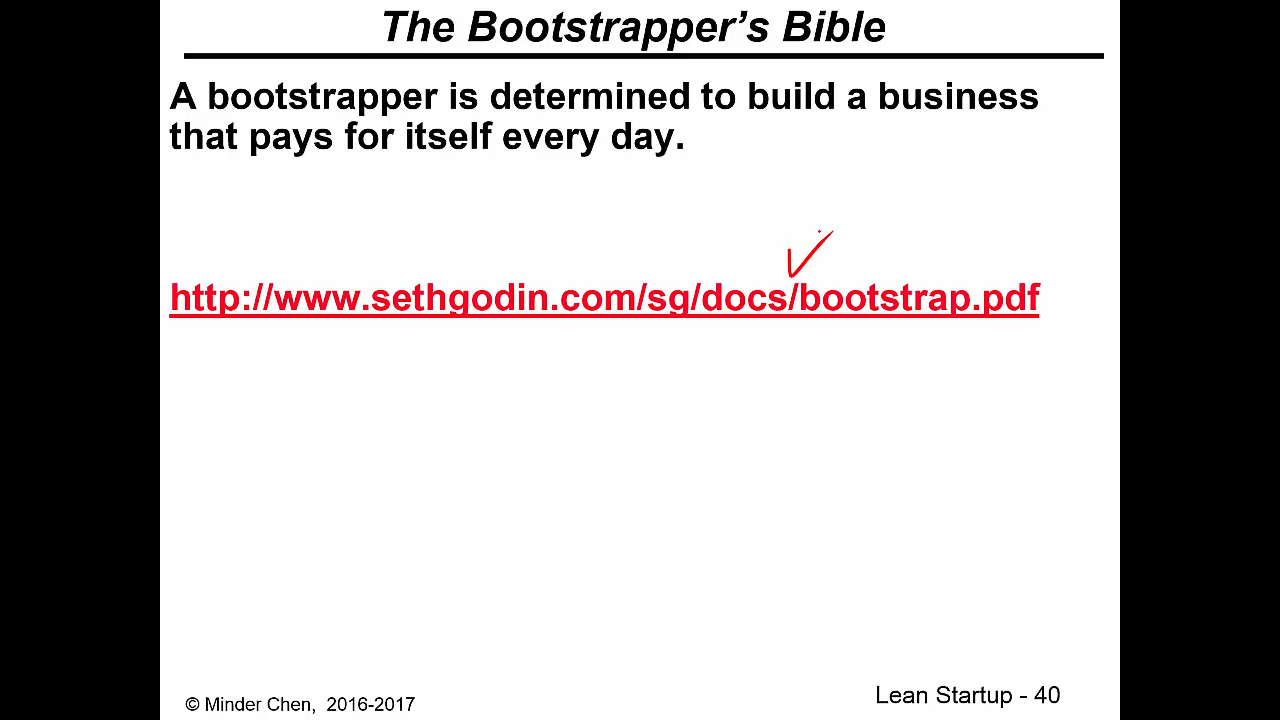 The Bootstrapper’s Bible
A bootstrapper is determined to build a business
that pays for itself every day.
http://www.sethgodin.com/sg/docs/bootstrap.pdf
© Minder Chen,  2016-2017
Lean Startup - 40